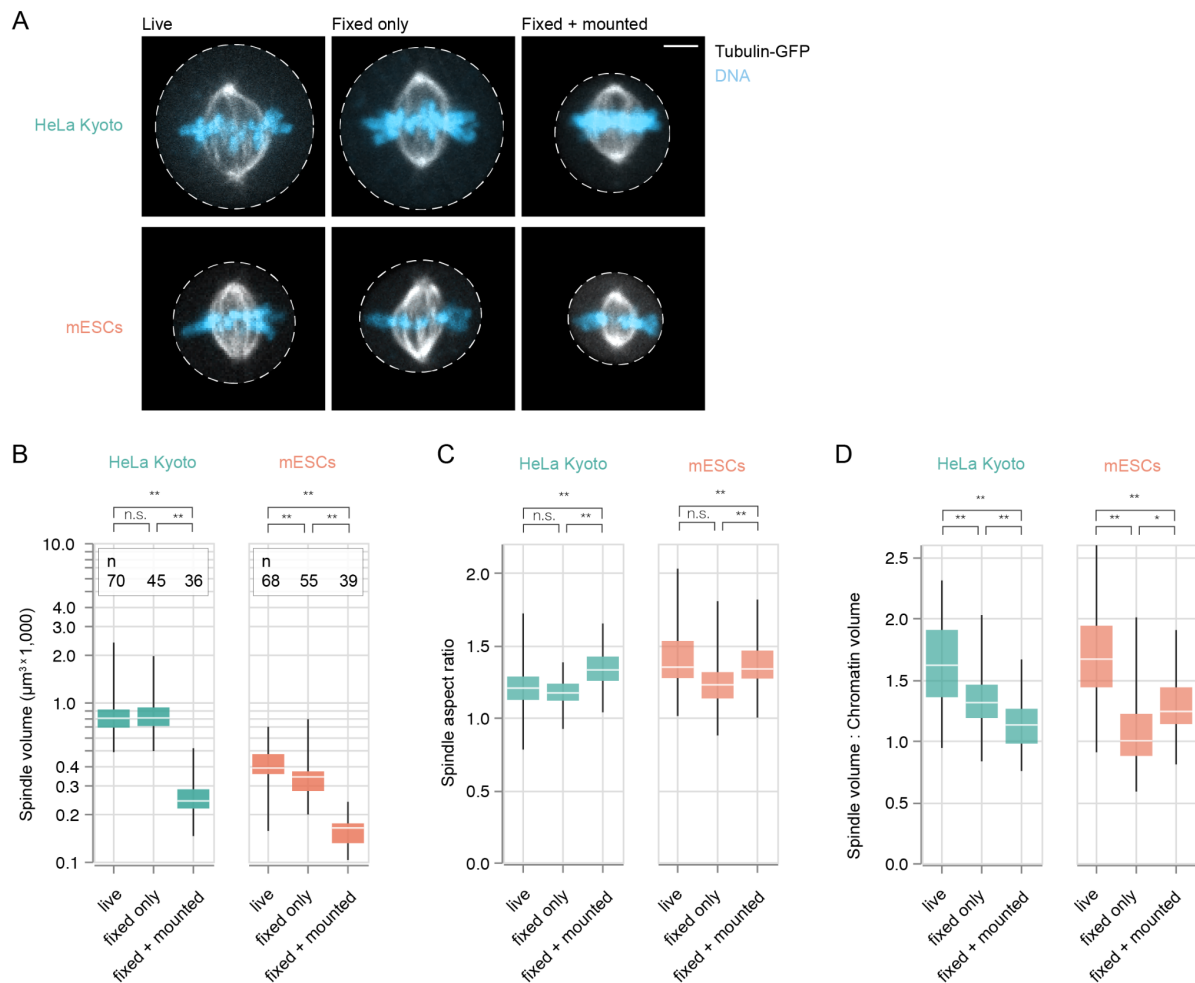 A
Live
Fixed only
Fixed + mounted
Tubulin-GFP
DNA
HeLa Kyoto
mESCs
B
HeLa Kyoto
mESCs
**
**
n.s.
**
**
**
Spindle volume (µm³ x 1,000)
10.0
4.0
3.0
2.0
1.0
0.4
0.3
0.2
0.1
n
70 45 36
n
68 55 39
live
fixed only
fixed + mounted
live
fixed only
fixed + mounted
C
HeLa Kyoto
mESCs
**
**
n.s.
**
n.s.
**
Spindle aspect ratio
2.0
1.5
1.0
0.0
live
fixed only
fixed + mounted
live
fixed only
fixed + mounted
D
HeLa Kyoto
mESCs
**
**
**
**
**
*
Spindle volume : Chromatin volume
2.5
2.0
1.5
1.0
0.5
0.0
live
fixed only
fixed + mounted
live
fixed only
fixed + mounted